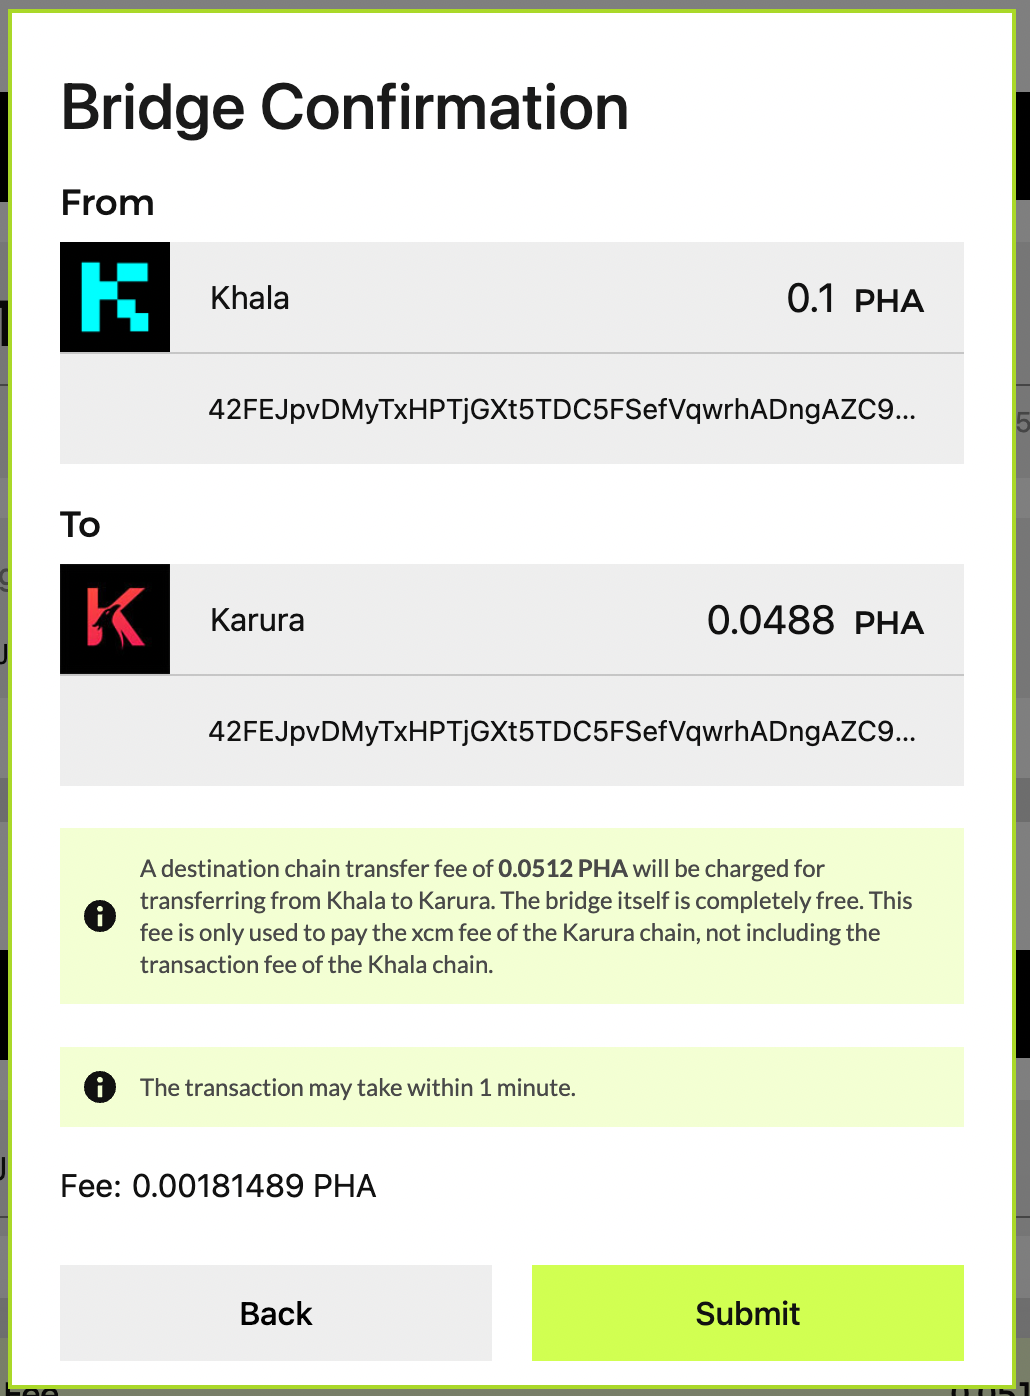 Bridge Confirmation
From
Khala
0.1 PHA
42FEJpvDMyTxHPTjGXt5TDC5FSefVqwrhADngAZC9...
To
Karura
0.0488 PHA
42FEJpvDMyTxHPTjGXt5TDC5FSefVqwrhADngAZC9...
A destination chain transfer fee of 0.0512 PHA will be charged for
transferring from Khala to Karura. The bridge itself is completely free. This
fee is only used to pay the xcm fee of the Karura chain, not including the
transaction fee of the Khala chain.
The transaction may take within 1 minute.
Fee: 0.00181489 PHA
Back
Submit